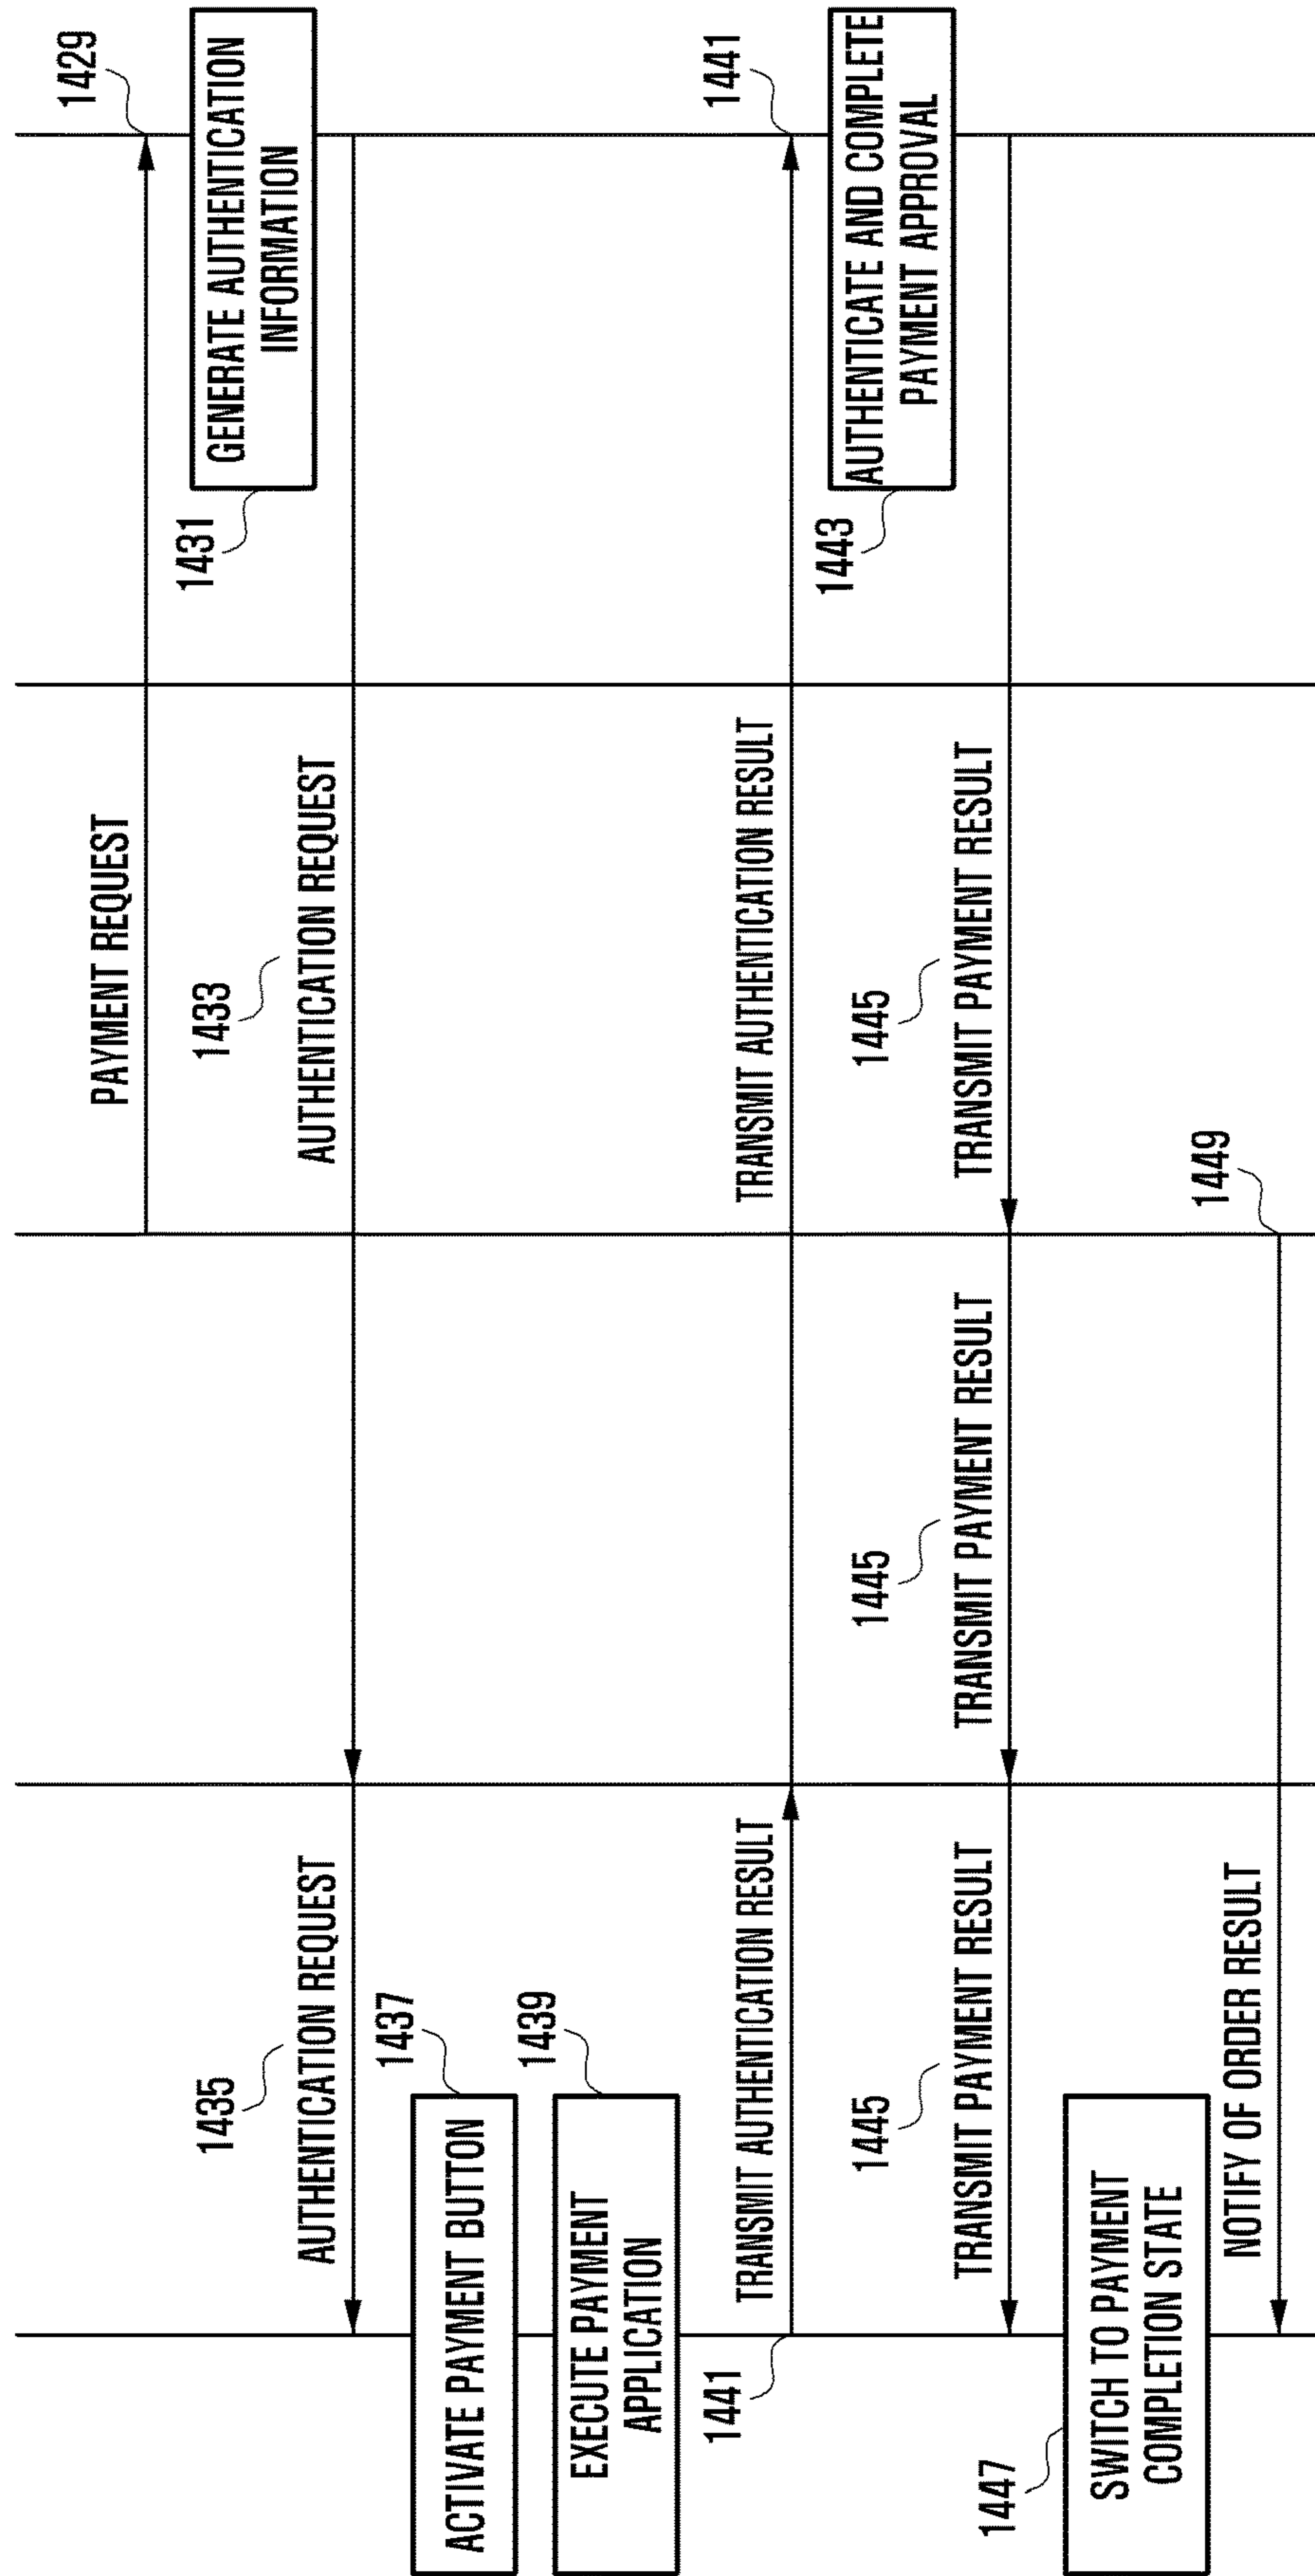 PAYMENT REQUEST
1429
1431
GENERATE AUTHENTICATION
INFORMATION
1435
AUTHENTICATION REQUEST
1433
AUTHENTICATION REQUEST
1437
ACTIVATE PAYMENT BUTTON
1439
EXECUTE PAYMENT
APPLICATION
1441
TRANSMIT AUTHENTICATION RESULT
TRANSMIT AUTHENTICATION RESULT
1441
1443
AUTHENTICATE AND COMPLETE
PAYMENT APPROVAL
1445
TRANSMIT PAYMENT RESULT
1445
TRANSMIT PAYMENT RESULT
1445
TRANSMIT PAYMENT RESULT
1447
SWITCH TO PAYMENT
COMPLETION STATE
NOTIFY OF ORDER RESULT
1449